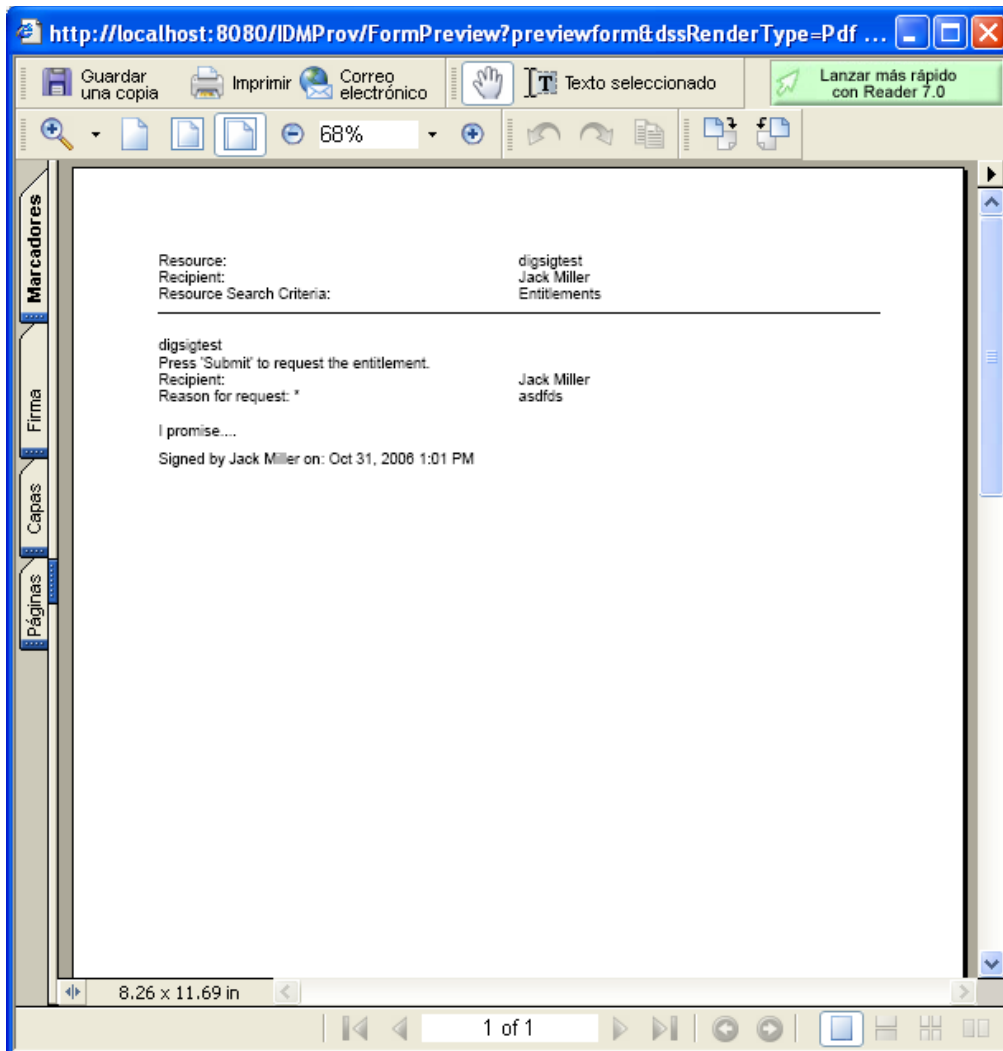 http://localhost:8080/IDMProv/FormPreview?previewform&dssRenderType=Pdf ...
Guardar una copia
Imprimir
Correo electrónico
Texto seleccionado
Lanzar más rápido con Reader 7.0
68%
Marcadores
Firma
Capas
Páginas
Resource: digsigtest
Recipient: Jack Miller
Resource Search Criteria: Entitlements
digsigtest
Press 'Submit' to request the entitlement.
Recipient: Jack Miller
Reason for request: * asdfds
I promise....
Signed by Jack Miller on: Oct 31, 2006 1:01 PM
8.26 x 11.69 in
1 of 1